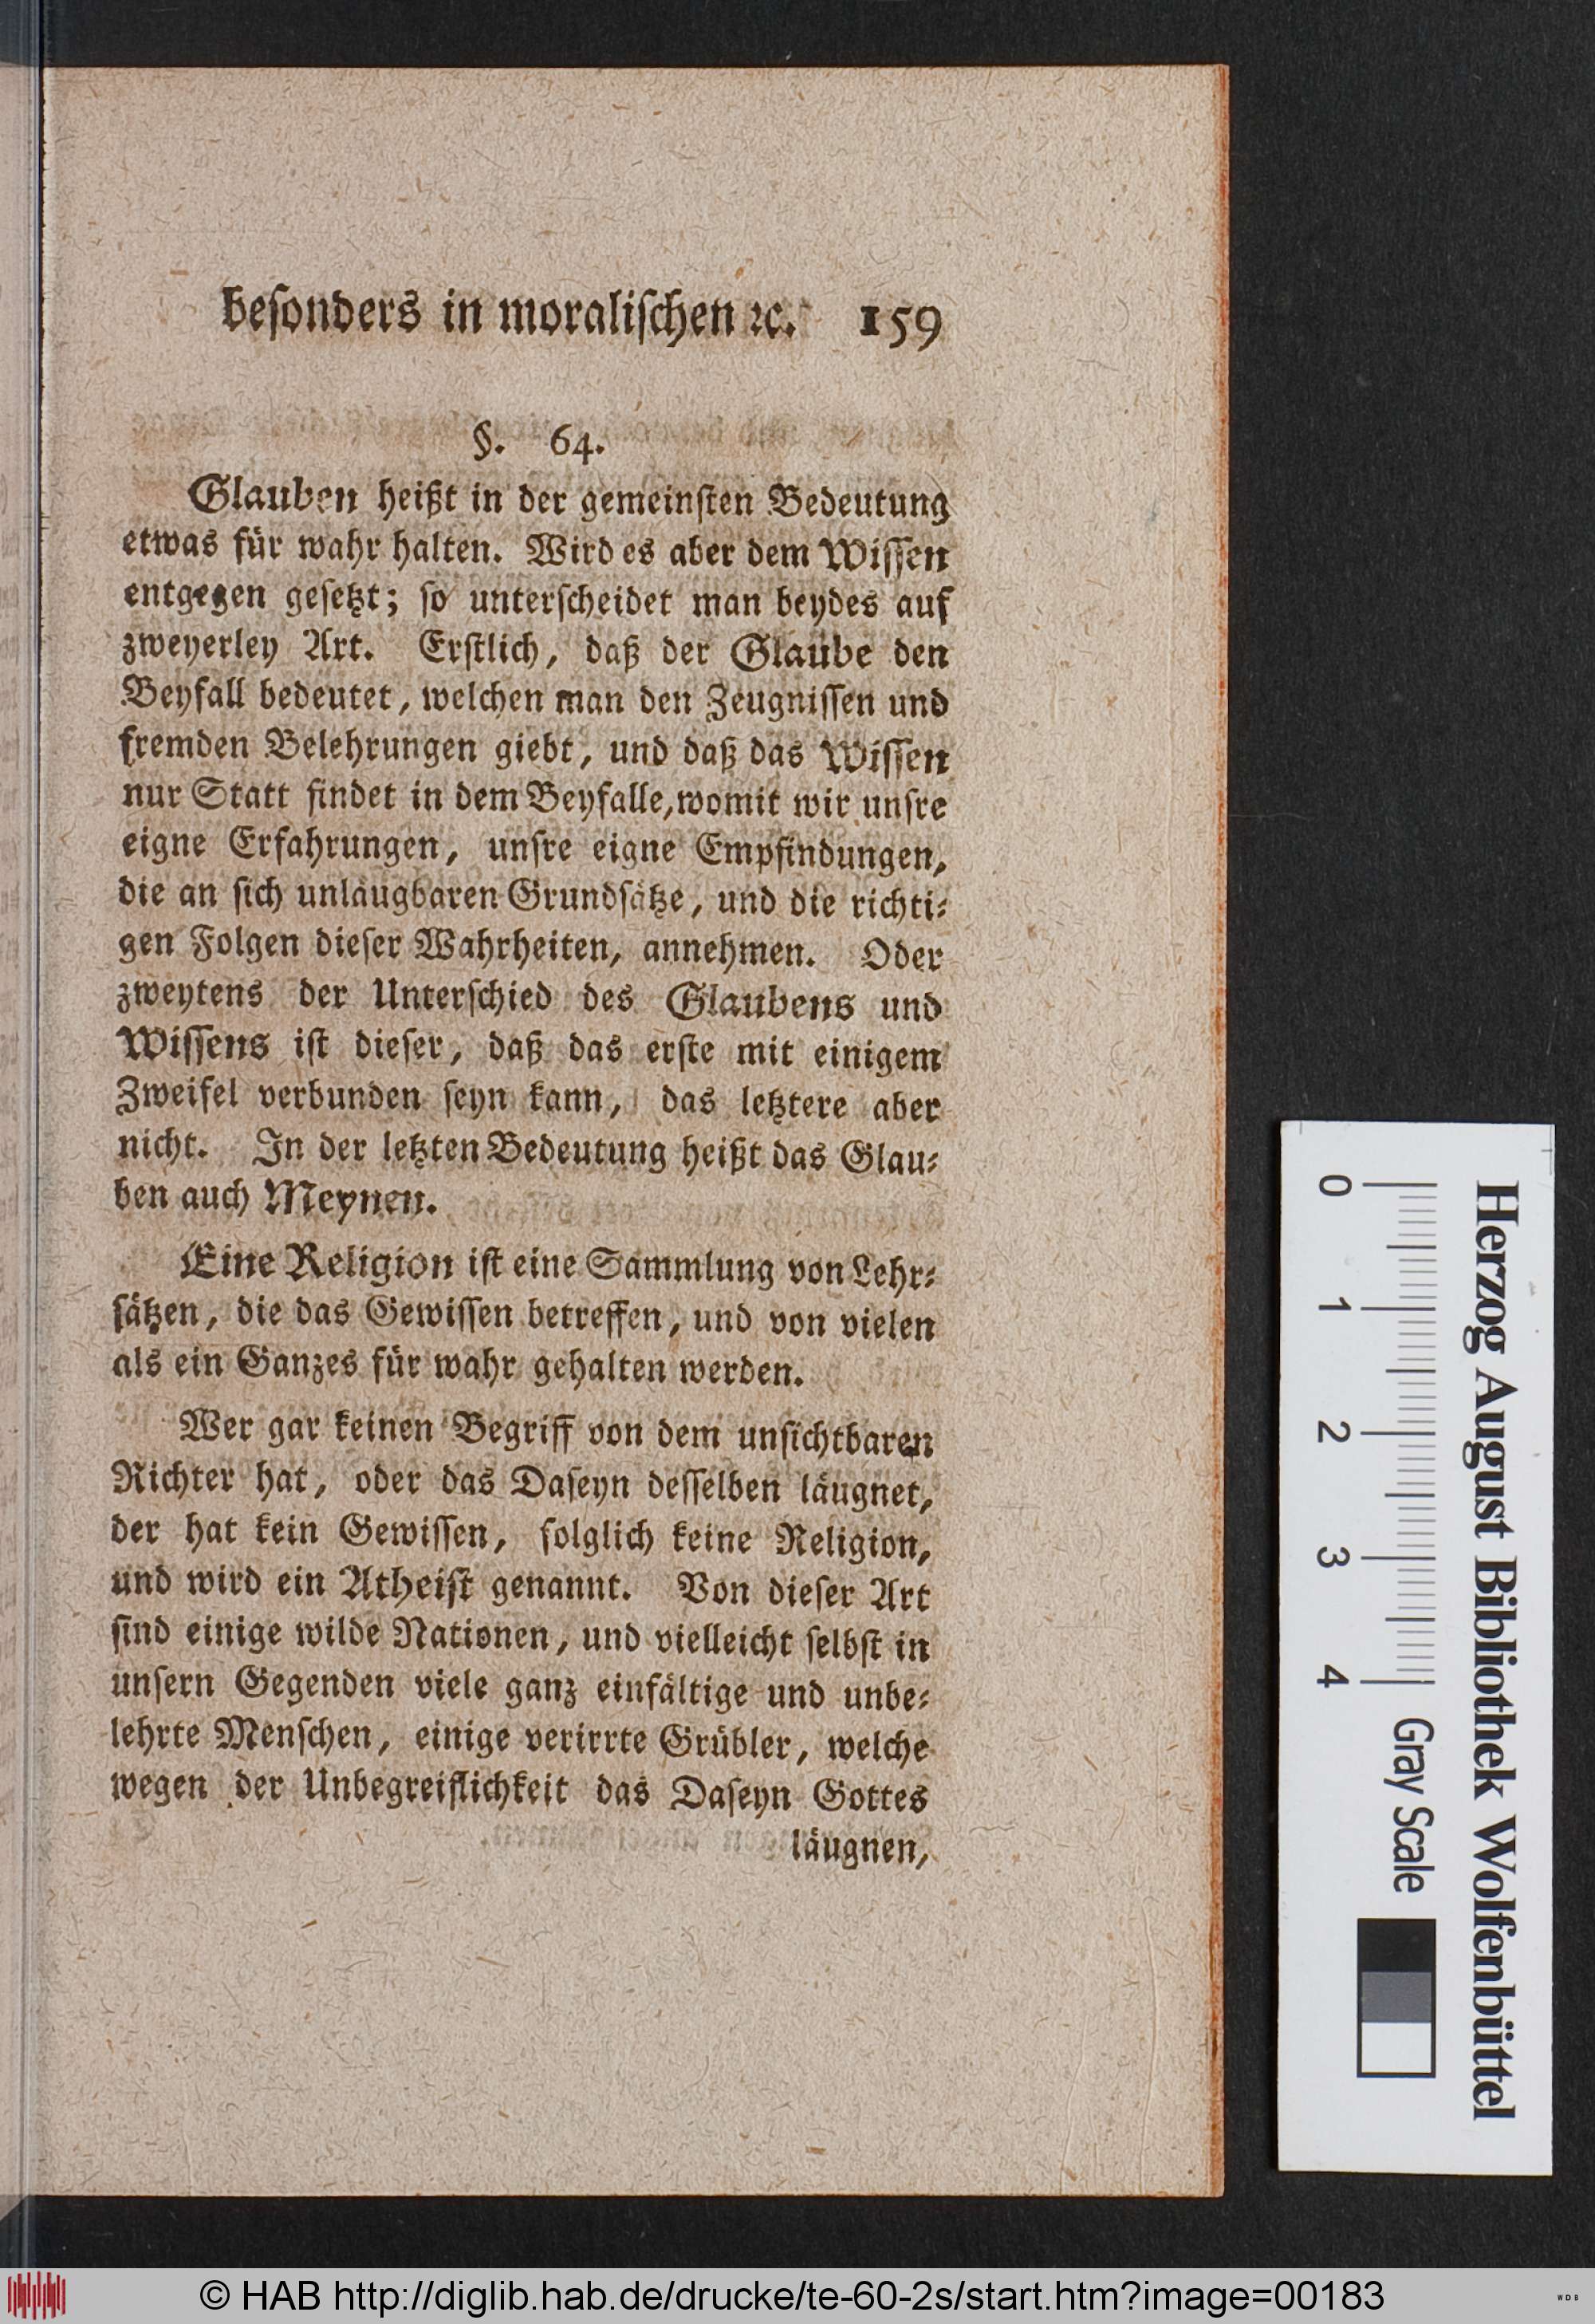 besonders in moralischen ꝛc. 159
§. 64.
Glauben heißt in der gemeinsten Bedeutung
etwas für wahr halten. Wird es aber dem Wissen
entgegen gesetzt; so unterscheidet man beydes auf
zweyerley Art. Erstlich, daß der Glaube den
Beyfall bedeutet, welchen man den Zeugnissen und
fremden Belehrungen giebt, und daß das Wissen
nur Statt findet in dem Beyfalle, womit wir unsre
eigne Erfahrungen, unsre eigne Empfindungen,
die an sich unläugbaren Grundsätze, und die richti⸗
gen Folgen dieser Wahrheiten, annehmen. Oder
zweytens der Unterschied des Glaubens und
Wissens ist dieser, daß das erste mit einigem
Zweifel verbunden seyn kann, das letztere aber
nicht. In der letzten Bedeutung heißt das Glau⸗
ben auch Meynen.
Eine Religion ist eine Sammlung von Lehr⸗
sätzen, die das Gewissen betreffen, und von vielen
als ein Ganzes für wahr gehalten werden.
Wer gar keinen Begriff von dem unsichtbaren
Richter hat, oder das Daseyn desselben läugnet,
der hat kein Gewissen, folglich keine Religion,
und wird ein Atheist genannt. Von dieser Art
sind einige wilde Nationen, und vielleicht selbst in
unsern Gegenden viele ganz einfältige und unbe⸗
lehrte Menschen, einige verirrte Grübler, welche
wegen der Unbegreiflichkeit das Daseyn Gottes
läugnen,
Herzog August Bibliothek Wolfenbüttel
0 1 2 3 4 Gray Scale
© HAB http://diglib.hab.de/drucke/te-60-2s/start.htm?image=00183
WDB